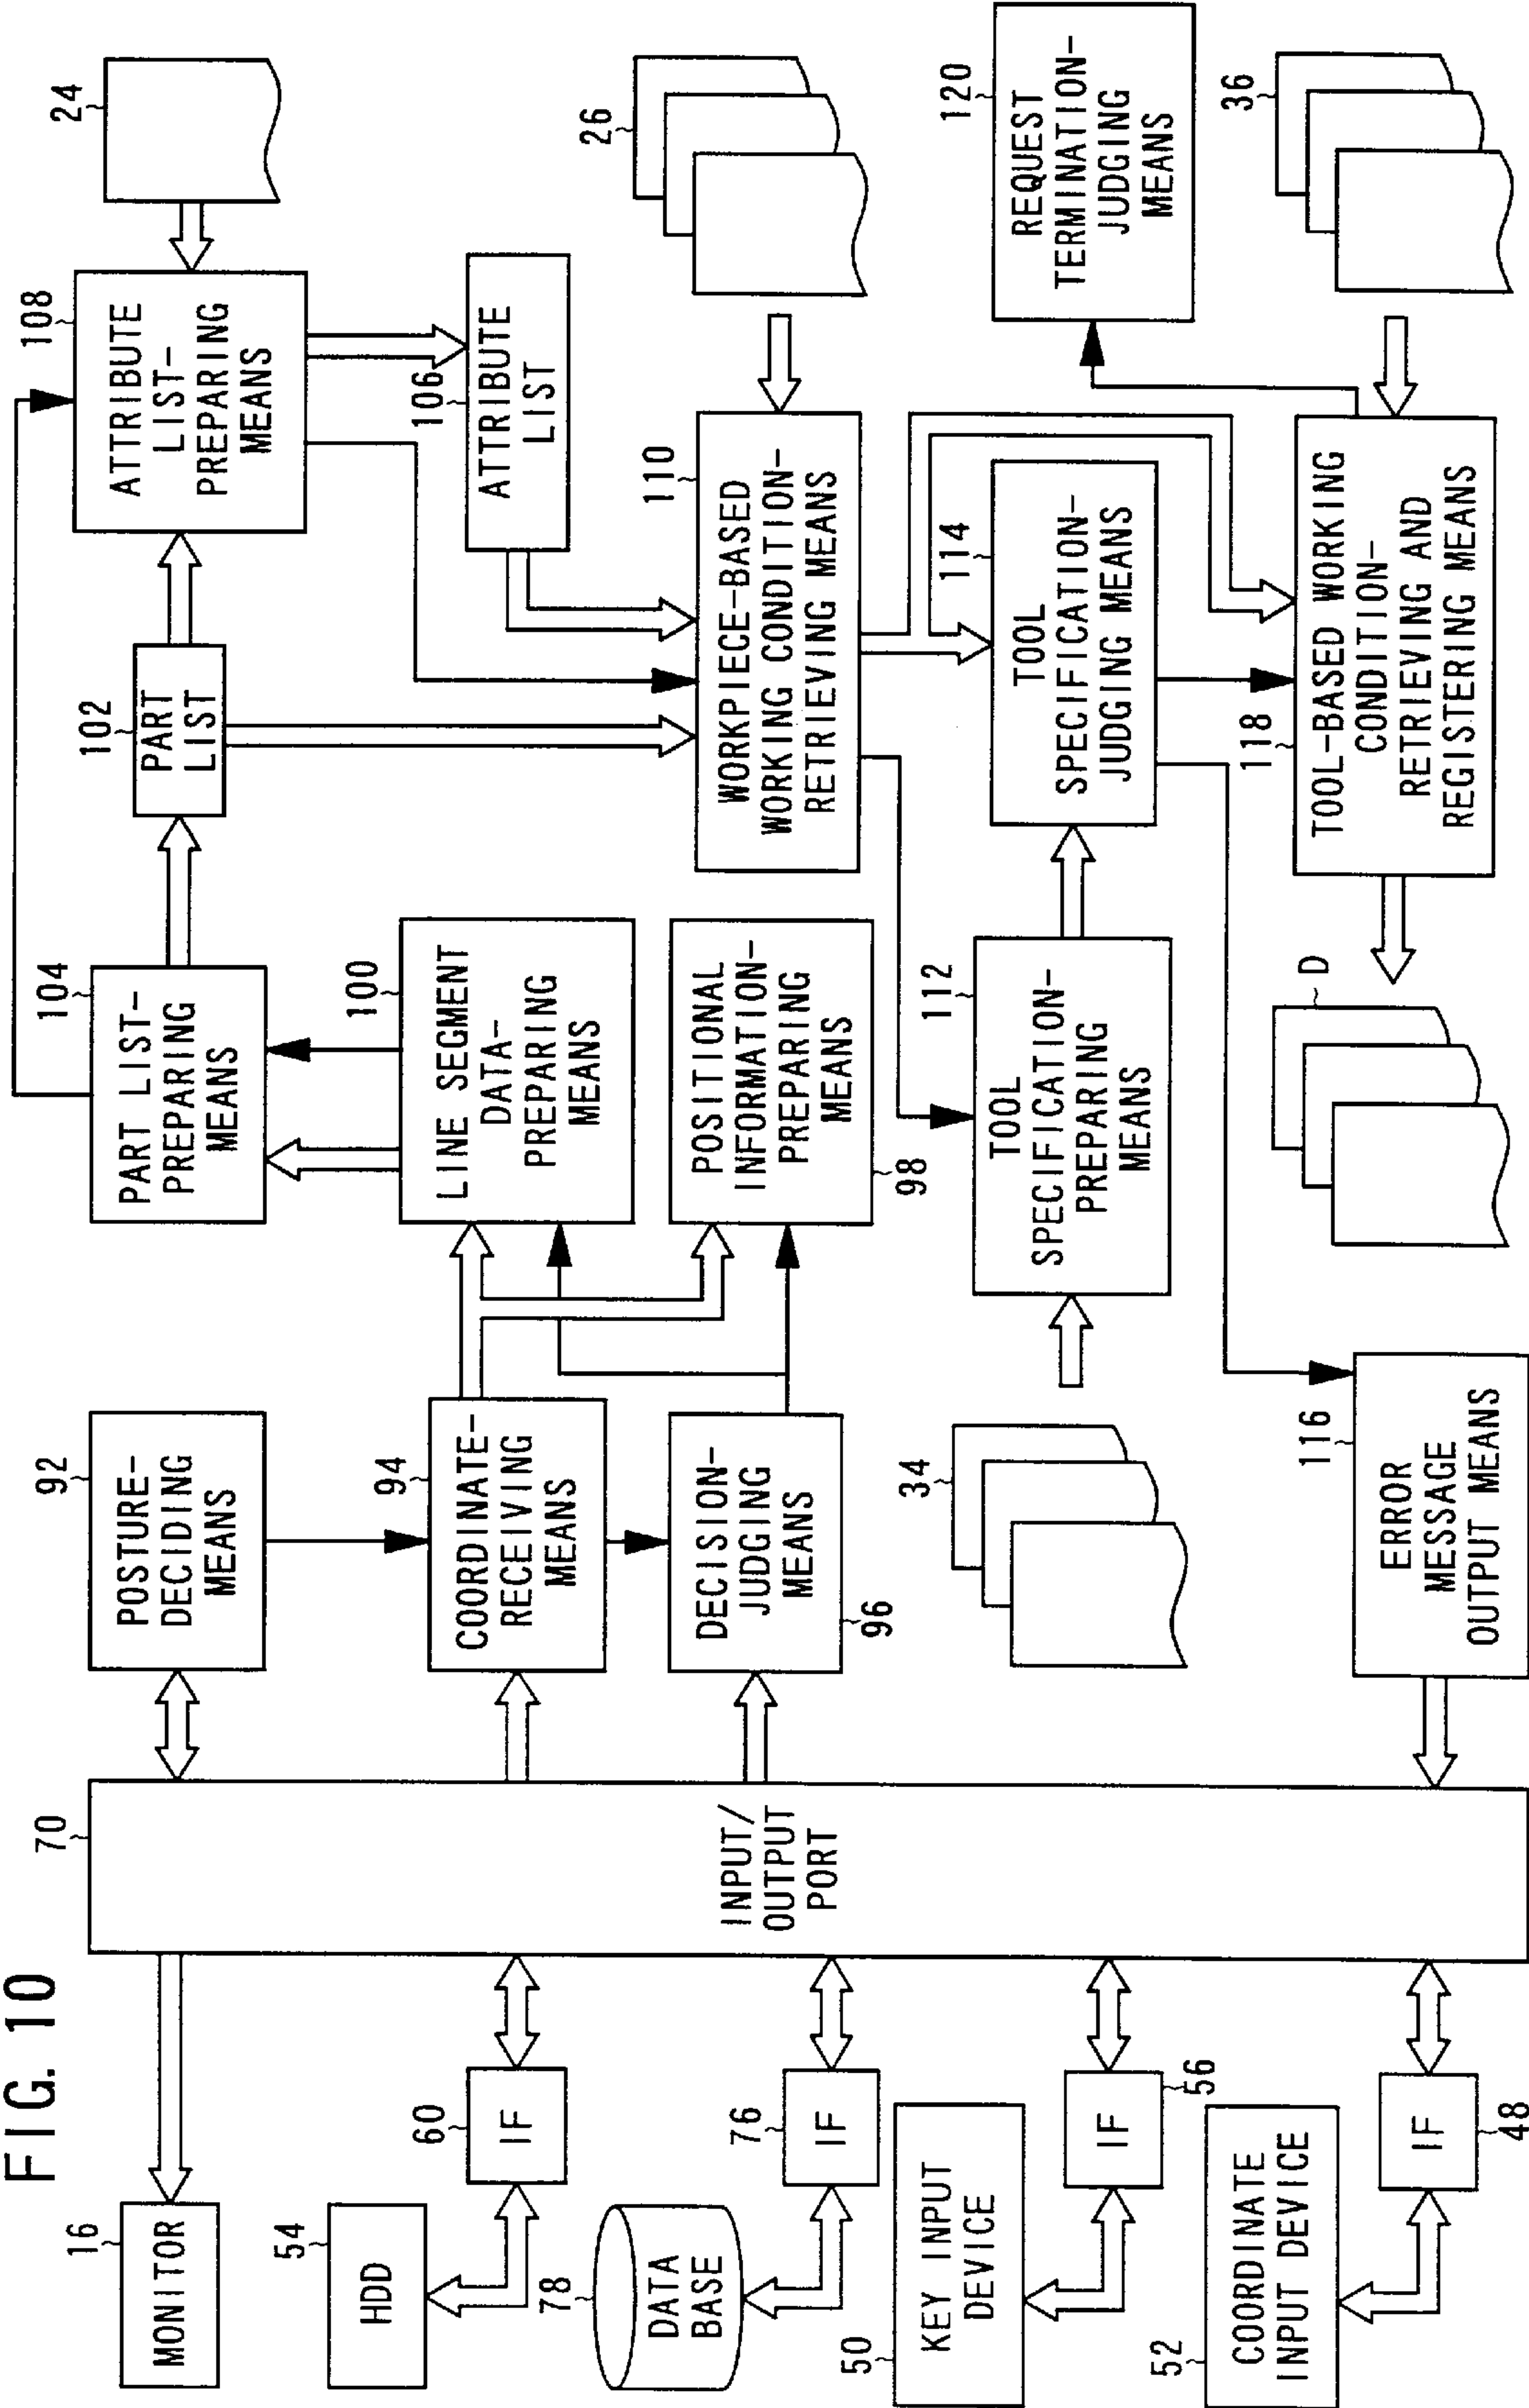 FIG. 10
16
MONITOR
54
HDD
60
IF
78
DATA
BASE
76
IF
50
KEY INPUT
DEVICE
IF
56
52
COORDINATE
INPUT DEVICE
IF
48
70
INPUT/
OUTPUT
PORT
92
POSTURE-
DECIDING
MEANS
94
COORDINATE-
RECEIVING
MEANS
DECISION-
JUDGING
MEANS
96
34
116
ERROR
MESSAGE
OUTPUT MEANS
104
PART LIST-
PREPARING
MEANS
100
LINE SEGMENT
DATA-
PREPARING
MEANS
POSITIONAL
INFORMATION-
PREPARING
MEANS
98
112
TOOL
SPECIFICATION-
PREPARING
MEANS
D
102
PART
LIST
108
ATTRIBUTE
LIST-
PREPARING
MEANS
24
106
ATTRIBUTE
LIST
110
WORKPIECE-BASED
WORKING CONDITION-
RETRIEVING MEANS
26
114
TOOL
SPECIFICATION-
JUDGING MEANS
120
REQUEST
TERMINATION-
JUDGING
MEANS
118
TOOL-BASED WORKING
CONDITION-
RETRIEVING AND
REGISTERING MEANS
36